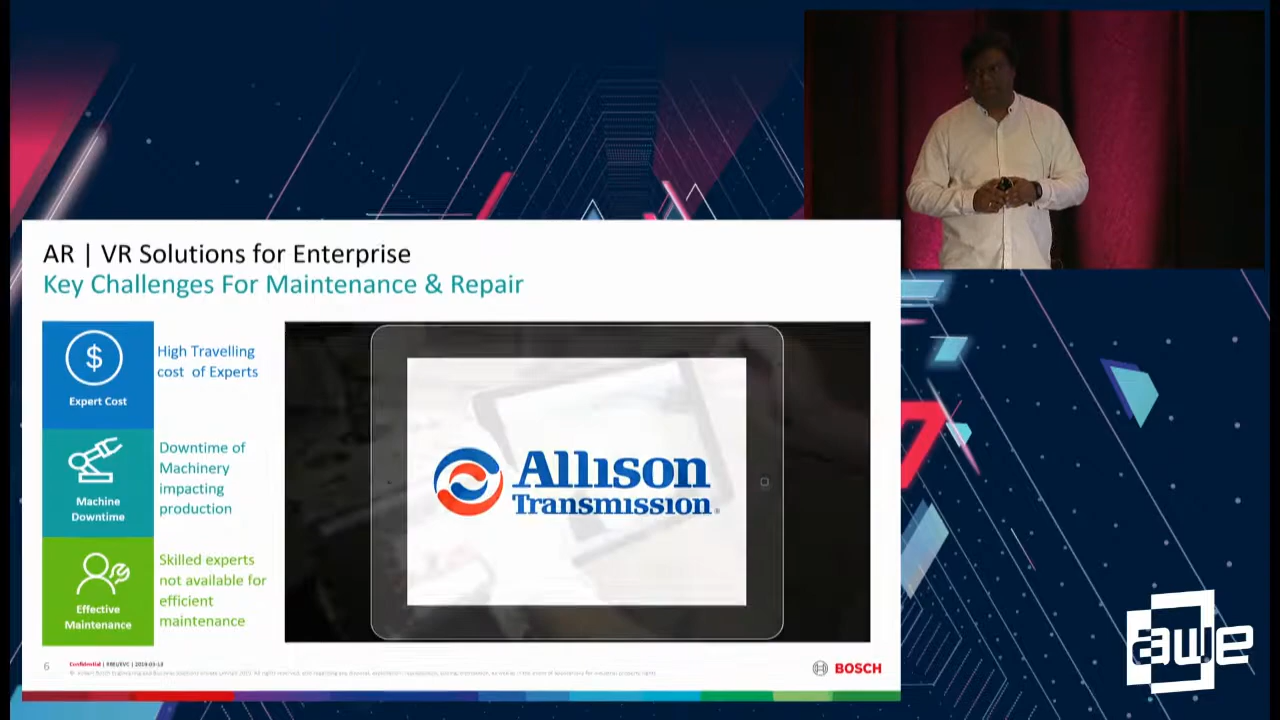 AR | VR Solutions for Enterprise
Key Challenges For Maintenance & Repair
$
Expert Cost
High Travelling
cost of Experts
Machine
Downtime
Downtime of
Machinery
impacting
production
Effective
Maintenance
Skilled experts
not available for
efficient
maintenance
Allison
Transmission
6
Confidential
BOSCH
awe